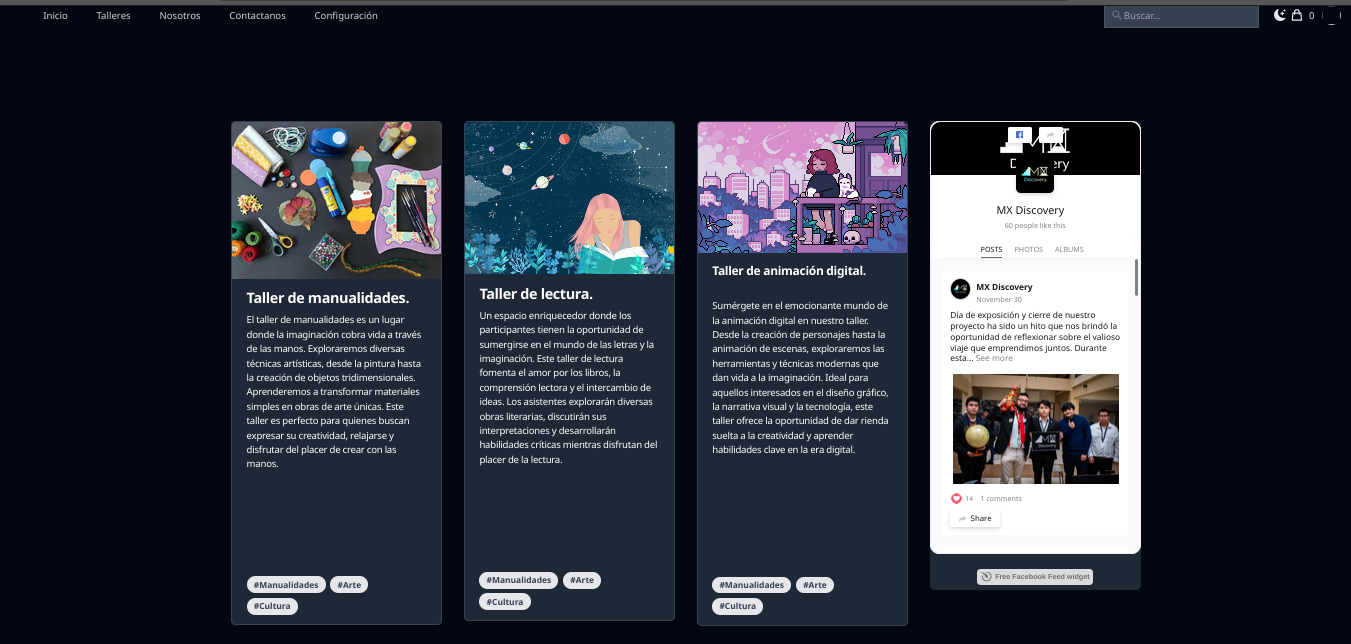 Inicio
Talleres
Nosotros
Contactanos
Configuración
Buscar...
0
Taller de manualidades.
El taller de manualidades es un lugar
donde la imaginación cobra vida a través
de las manos. Exploraremos diversas
técnicas artísticas, desde la pintura hasta
la creación de objetos tridimensionales.
Aprenderemos a transformar materiales
simples en obras de arte únicas. Este
taller es perfecto para quienes buscan
expresar su creatividad, relajarse y
disfrutar del placer de crear con las
manos.
#Manualidades
#Arte
#Cultura
Taller de lectura.
Un espacio enriquecedor donde los
participantes tienen la oportunidad de
sumergirse en el mundo de las letras y la
imaginación. Este taller de lectura
fomenta el amor por los libros, la
comprensión lectora y el intercambio de
ideas. Los asistentes explorarán diversas
obras literarias, discutirán sus
interpretaciones y desarrollarán
habilidades críticas mientras disfrutan del
placer de la lectura.
#Manualidades
#Arte
#Cultura
Taller de animación digital.
Sumérgete en el emocionante mundo de
la animación digital en nuestro taller.
Desde la creación de personajes hasta la
animación de escenas, exploraremos las
herramientas y técnicas modernas que
dan vida a la imaginación. Ideal para
aquellos interesados en el diseño gráfico,
la narrativa visual y la tecnología, este
taller ofrece la oportunidad de dar rienda
suelta a la creatividad y aprender
habilidades clave en la era digital.
#Manualidades
#Arte
#Cultura
MX
Discovery
MX Discovery
60 people like this
POSTS
PHOTOS
ALBUMS
MX Discovery
November 30
Día de exposición y cierre de nuestro
proyecto ha sido un hito que nos brindó la
oportunidad de reflexionar sobre el valioso
viaje que emprendimos juntos. Durante
esta... See more
MX
Discovery
14
1 comments
Share
Free Facebook Feed widget